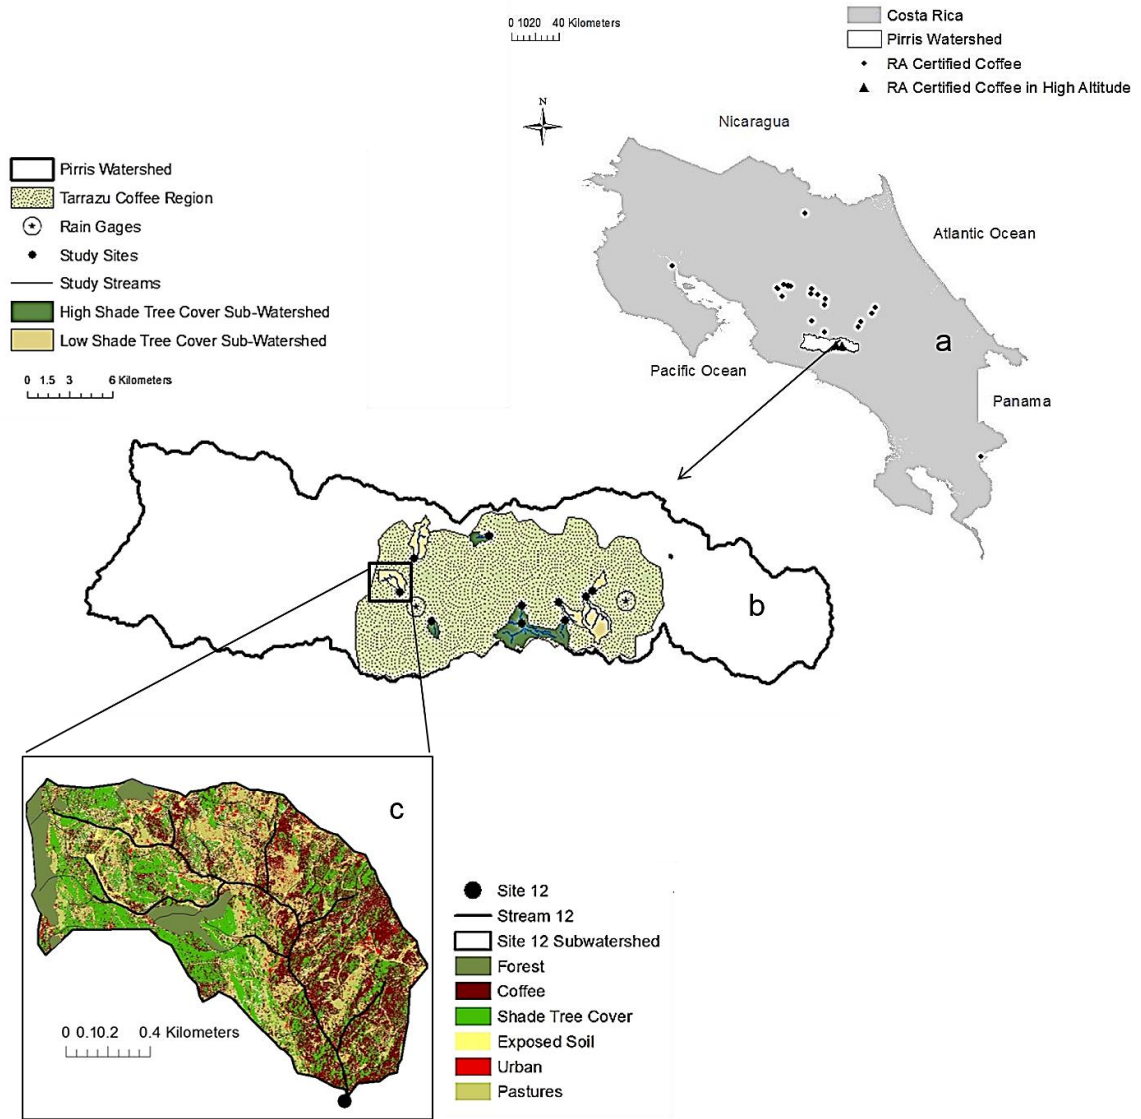 0 1020 40 Kilometers
Costa Rica
Pirris Watershed
RA Certified Coffee
RA Certified Coffee in High Altitude
N
Nicaragua
Atlantic Ocean
Pacific Ocean
Panama
a
Pirris Watershed
Tarrazu Coffee Region
Rain Gages
Study Sites
Study Streams
High Shade Tree Cover Sub-Watershed
Low Shade Tree Cover Sub-Watershed
0 1.5 3 6 Kilometers
b
c
0 0.10.2 0.4 Kilometers
Site 12
Stream 12
Site 12 Subwatershed
Forest
Coffee
Shade Tree Cover
Exposed Soil
Urban
Pastures